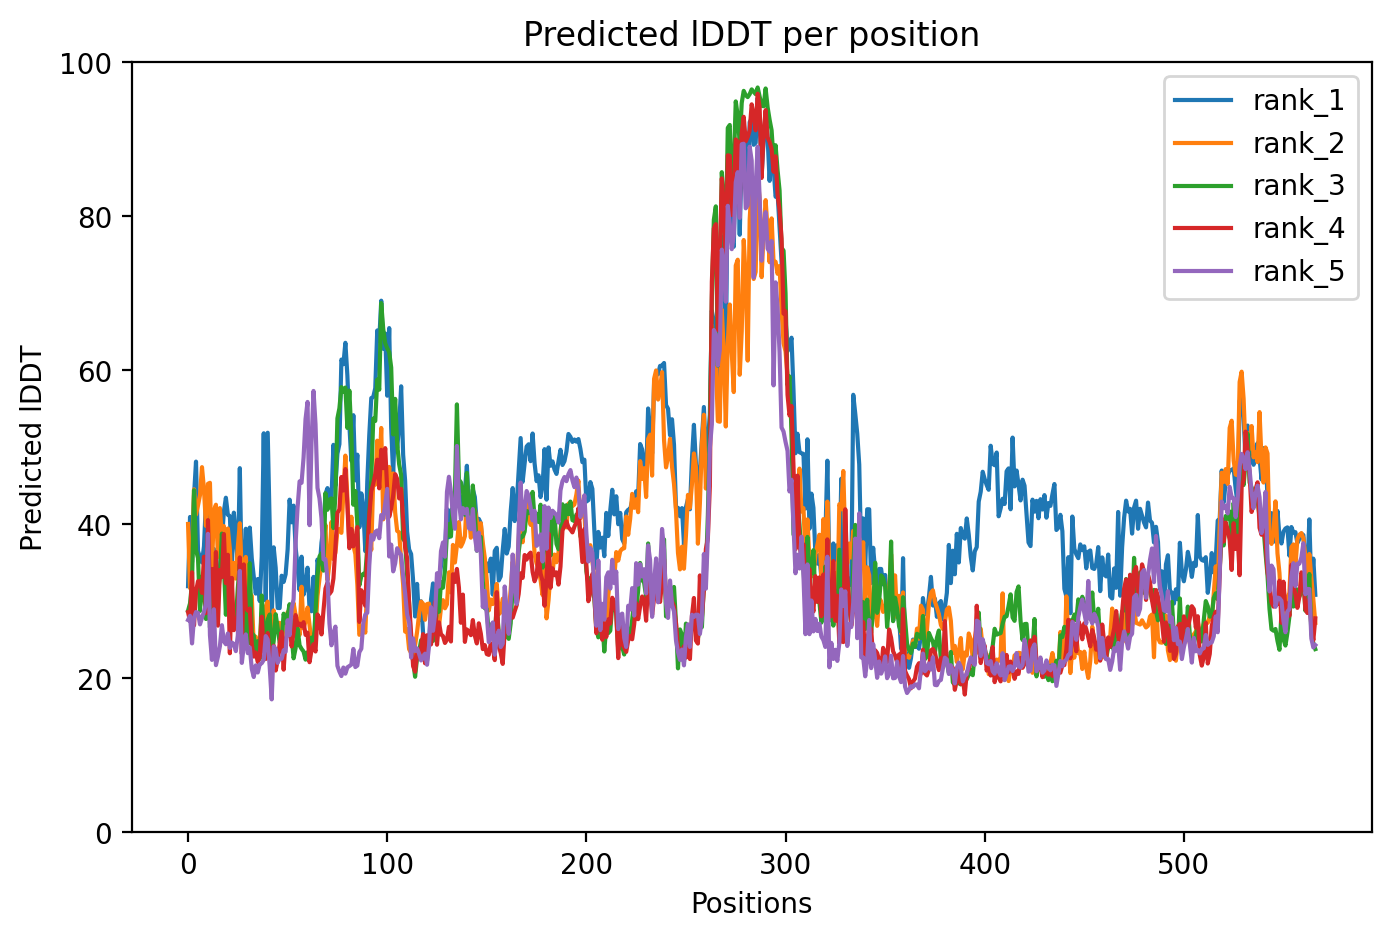 Predicted lDDT per position
100
80
60
40
20
0
Predicted lDDT
rank_1
rank_2
rank_3
rank_4
rank_5
0 100 200 300 400 500
Positions